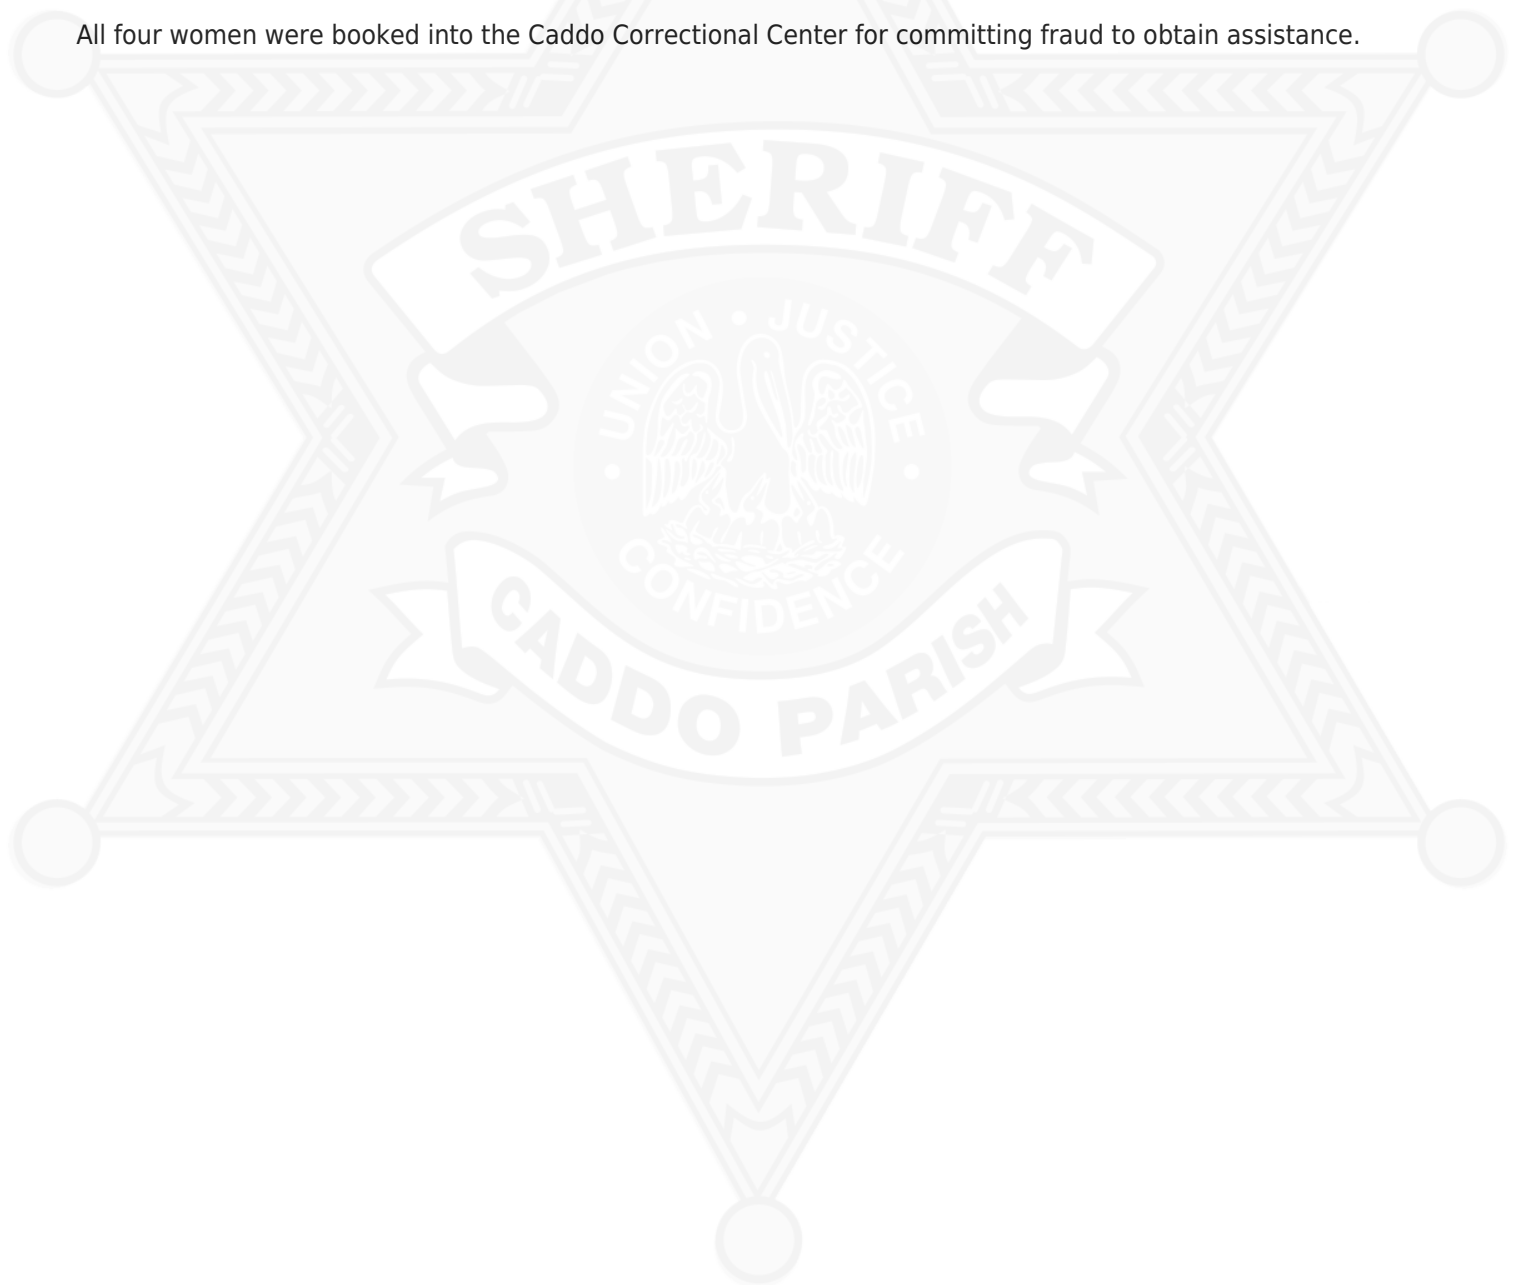 All four women were booked into the Caddo Correctional Center for committing fraud to obtain assistance.
SHERIFF
UNION • JUSTICE
• CONFIDENCE •
CADDO PARISH